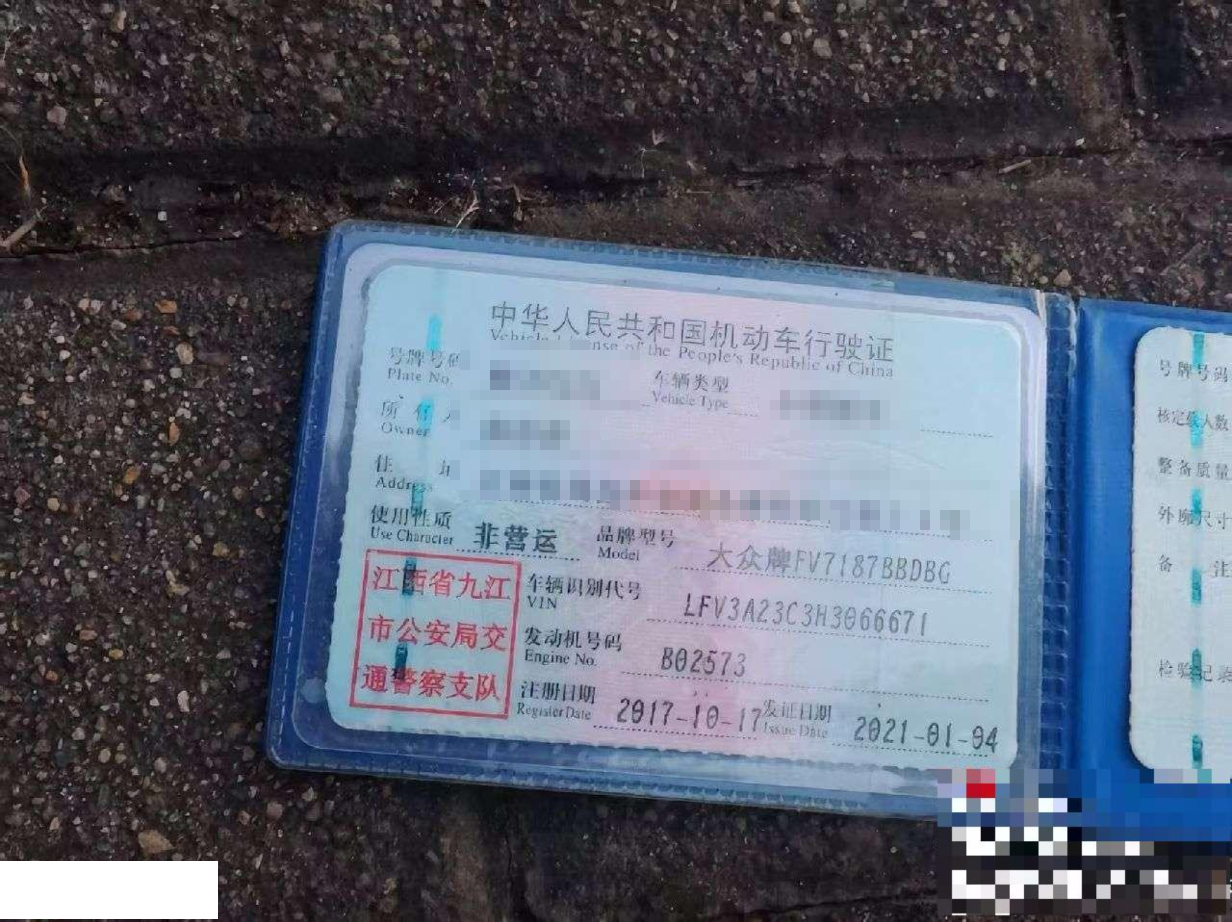 中华人民共和国机动车行驶证
Vehicle License of the People's Republic of China
号牌号码
Plate No.
车辆类型
Vehicle Type
所有人
Owner
住址
Address
使用性质
Use Character
非营运
品牌型号
Model
大众牌FV7187BBDBG
江西省九江
市公安局交
通警察支队
车辆识别代号
VIN
LFV3A23C3H3066671
发动机号码
Engine No.
B02573
注册日期
Register Date
2017-10-17
发证日期
Issue Date
2021-01-04
号牌号码
核定载人数
整备质量
外廓尺寸
备注
检验记录